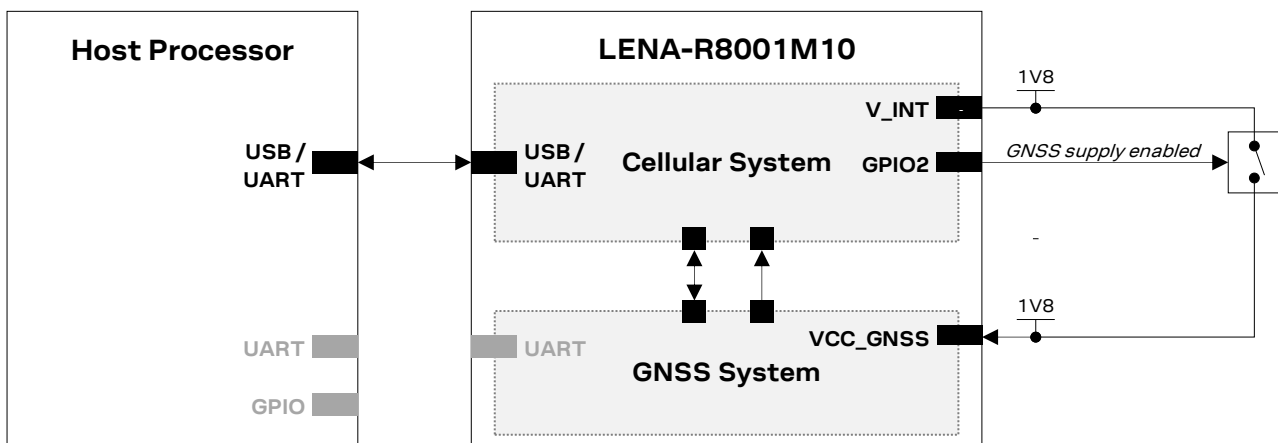 Host Processor
LENA-R8001M10
1V8
V_INT
USB /
UART
USB /
UART
Cellular System
GPIO2
GNSS supply enabled
-
1V8
UART
UART
VCC_GNSS
GNSS System
GPIO